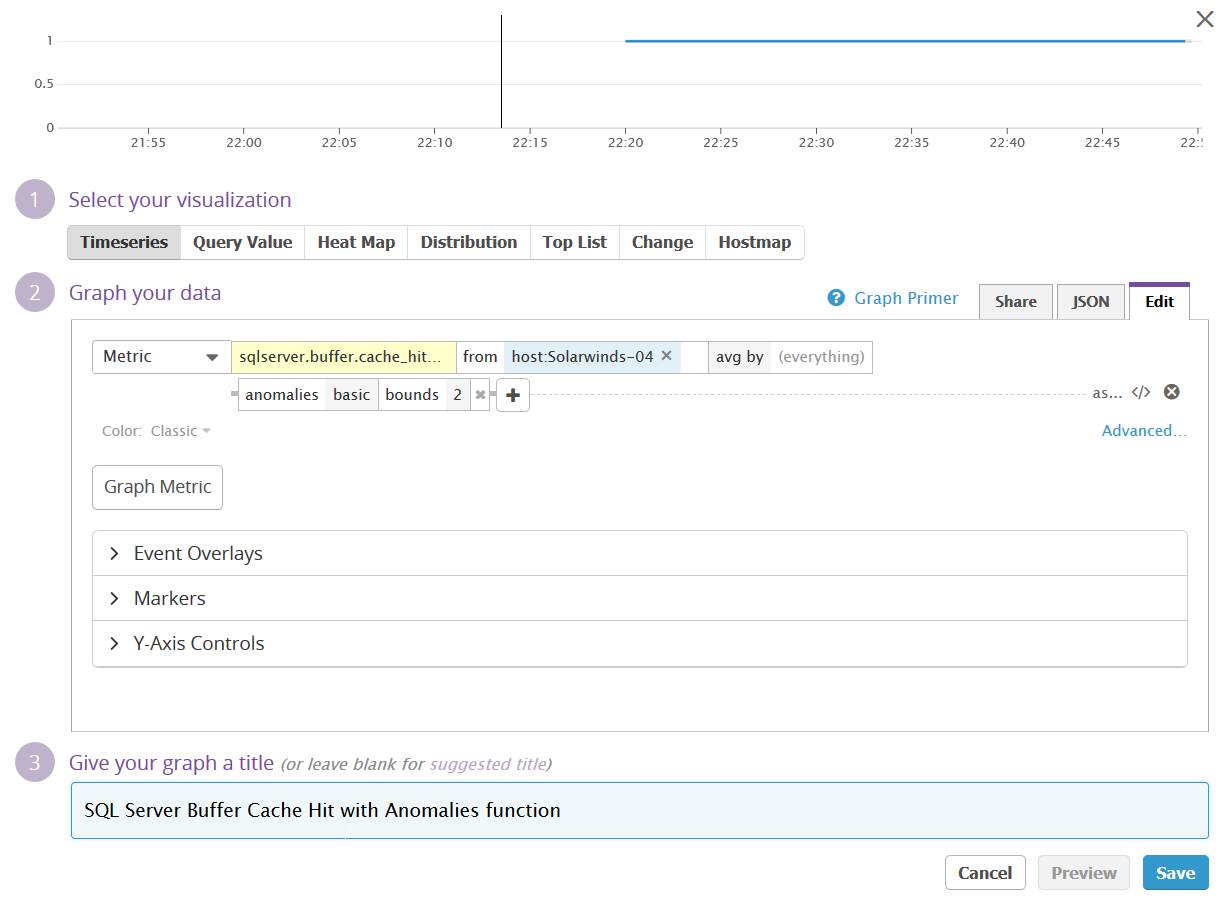 1
0.5
0
21:55 22:00 22:05 22:10 22:15 22:20 22:25 22:30 22:35 22:40 22:45 22:
1 Select your visualization
Timeseries Query Value Heat Map Distribution Top List Change Hostmap
2 Graph your data
? Graph Primer Share JSON Edit
Metric sqlserver.buffer.cache_hit... from host:Solarwinds-04 × avg by (everything)
anomalies basic bounds 2 × + as... </> ×
Color: Classic Advanced...
Graph Metric
Event Overlays
Markers
Y-Axis Controls
3 Give your graph a title (or leave blank for suggested title)
SQL Server Buffer Cache Hit with Anomalies function
Cancel Preview Save